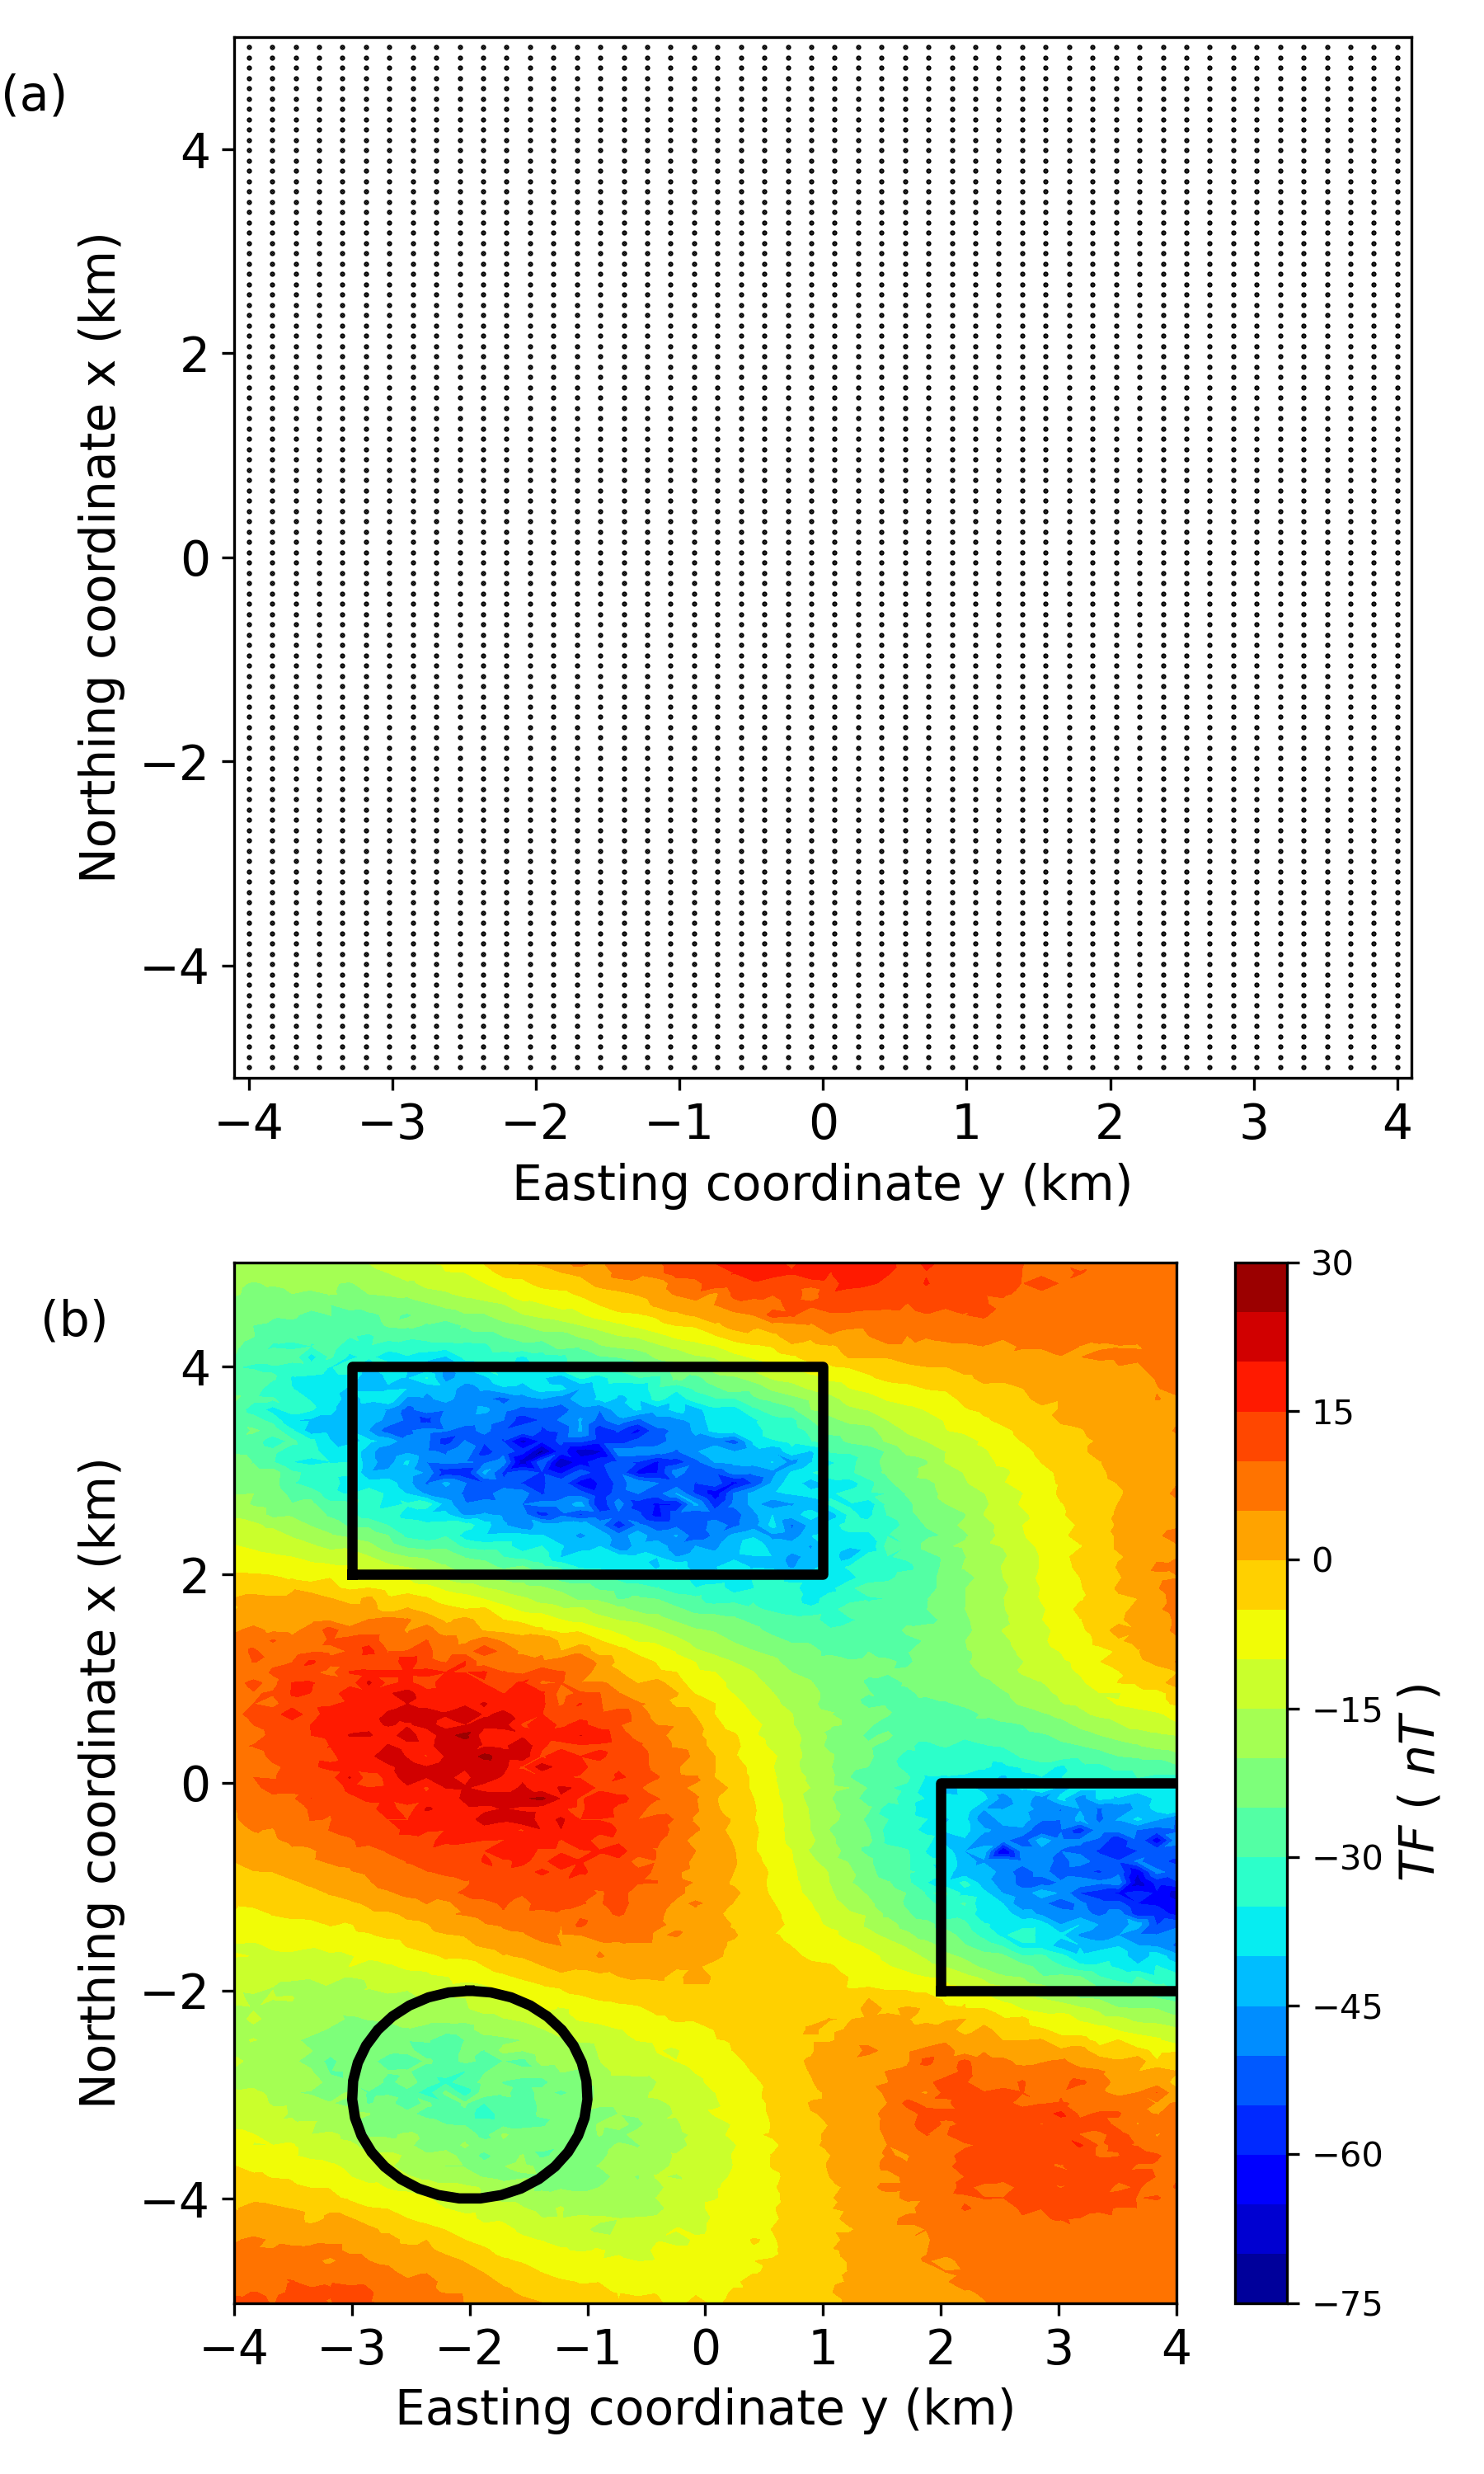 (a)
4
2
0
−2
−4
Northing coordinate x (km)
−4 −3 −2 −1 0 1 2 3 4
Easting coordinate y (km)
(b)
4
2
0
−2
−4
Northing coordinate x (km)
−4 −3 −2 −1 0 1 2 3 4
Easting coordinate y (km)
30
15
0
−15
−30
−45
−60
−75
TF ( nT )